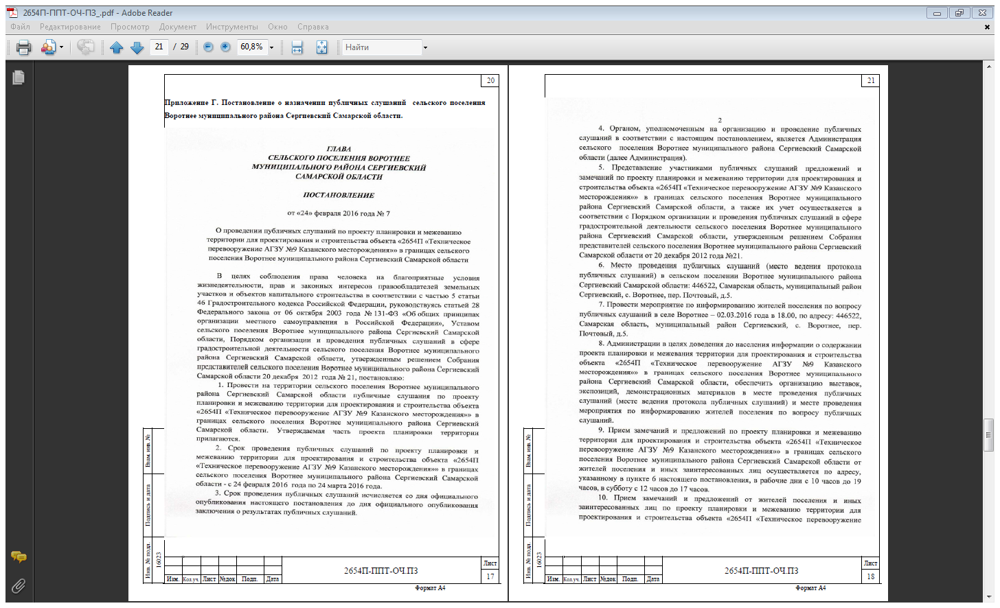 2654П-ППТ-ОЧ-ПЗ_.pdf - Adobe Reader
Файл Редактирование Просмотр Документ Инструменты Окно Справка
21 / 29 60,8% Найти
20
Приложение Г. Постановление о назначении публичных слушаний сельского поселения
Воротнее муниципального района Сергиевский Самарской области.
ГЛАВА
СЕЛЬСКОГО ПОСЕЛЕНИЯ ВОРОТНЕЕ
МУНИЦИПАЛЬНОГО РАЙОНА СЕРГИЕВСКИЙ
САМАРСКОЙ ОБЛАСТИ
ПОСТАНОВЛЕНИЕ
от «24» февраля 2016 года № 7
О проведении публичных слушаний по проекту планировки и межеванию
территории для проектирования и строительства объекта «2654П «Техническое
перевооружение АГЗУ №9 Казанского месторождения»» в границах сельского
поселения Воротнее муниципального района Сергиевский Самарской области
В целях соблюдения права человека на благоприятные условия
жизнедеятельности, прав и законных интересов правообладателей земельных
участков и объектов капитального строительства в соответствии с частью 5 статьи
46 Градостроительного кодекса Российской Федерации, руководствуясь статьей 28
Федерального закона от 06 октября 2003 года № 131-ФЗ «Об общих принципах
организации местного самоуправления в Российской Федерации», Уставом
сельского поселения Воротнее муниципального района Сергиевский Самарской
области, Порядком организации и проведения публичных слушаний в сфере
градостроительной деятельности сельского поселения Воротнее муниципального
района Сергиевский Самарской области, утвержденным решением Собрания
представителей сельского поселения Воротнее муниципального района Сергиевский
Самарской области 20 декабря 2012 года № 21, постановляю:
1. Провести на территории сельского поселения Воротнее муниципального
района Сергиевский Самарской области публичные слушания по проекту
планировки и межеванию территории для проектирования и строительства объекта
«2654П «Техническое перевооружение АГЗУ №9 Казанского месторождения»» в
границах сельского поселения Воротнее муниципального района Сергиевский
Самарской области. Утверждаемая часть проекта планировки территории
прилагаются.
2. Срок проведения публичных слушаний по проекту планировки и
межеванию территории для проектирования и строительства объекта «2654П
«Техническое перевооружение АГЗУ №9 Казанского месторождения»» в границах
сельского поселения Воротнее муниципального района Сергиевский Самарской
области - с 24 февраля 2016 года по 24 марта 2016 года.
3. Срок проведения публичных слушаний исчисляется со дня официального
опубликования настоящего постановления до дня официального опубликования
заключения о результатах публичных слушаний.
Взам. инв. №
Подпись и дата
Инв. № подл.
16023
Изм. Кол.уч. Лист №док Подп. Дата
2654П-ППТ-ОЧ.ПЗ
Лист
17
Формат А4
21
2
4. Органом, уполномоченным на организацию и проведение публичных
слушаний в соответствии с настоящим постановлением, является Администрация
сельского поселения Воротнее муниципального района Сергиевский Самарской
области (далее Администрация).
5. Представление участниками публичных слушаний предложений и
замечаний по проекту планировки и межеванию территории для проектирования и
строительства объекта «2654П «Техническое перевооружение АГЗУ №9 Казанского
месторождения»» в границах сельского поселения Воротнее муниципального
района Сергиевский Самарской области, а также их учет осуществляется в
соответствии с Порядком организации и проведения публичных слушаний в сфере
градостроительной деятельности сельского поселения Воротнее муниципального
района Сергиевский Самарской области, утвержденным решением Собрания
представителей сельского поселения Воротнее муниципального района Сергиевский
Самарской области от 20 декабря 2012 года №21.
6. Место проведения публичных слушаний (место ведения протокола
публичных слушаний) в сельском поселении Воротнее муниципального района
Сергиевский Самарской области: 446522, Самарская область, муниципальный район
Сергиевский, с. Воротнее, пер. Почтовый, д.5.
7. Провести мероприятие по информированию жителей поселения по вопросу
публичных слушаний в селе Воротнее – 02.03.2016 года в 18.00, по адресу: 446522,
Самарская область, муниципальный район Сергиевский, с. Воротнее, пер.
Почтовый, д.5.
8. Администрации в целях доведения до населения информации о содержании
проекта планировки и межевания территории для проектирования и строительства
объекта «2654П «Техническое перевооружение АГЗУ №9 Казанского
месторождения»» в границах сельского поселения Воротнее муниципального
района Сергиевский Самарской области, обеспечить организацию выставок,
экспозиций, демонстрационных материалов в месте проведения публичных
слушаний (месте ведения протокола публичных слушаний) и месте проведения
мероприятия по информированию жителей поселения по вопросу публичных
слушаний.
9. Прием замечаний и предложений по проекту планировки и межеванию
территории для проектирования и строительства объекта «2654П «Техническое
перевооружение АГЗУ №9 Казанского месторождения»» в границах сельского
поселения Воротнее муниципального района Сергиевский Самарской области от
жителей поселения и иных заинтересованных лиц осуществляется по адресу,
указанному в пункте 6 настоящего постановления, в рабочие дни с 10 часов до 19
часов, в субботу с 12 часов до 17 часов.
10. Прием замечаний и предложений от жителей поселения и иных
заинтересованных лиц по проекту планировки и межеванию территории для
проектирования и строительства объекта «2654П «Техническое перевооружение
Взам. инв. №
Подпись и дата
Инв. № подл.
16023
Изм. Кол.уч. Лист №док Подп. Дата
2654П-ППТ-ОЧ.ПЗ
Лист
18
Формат А4